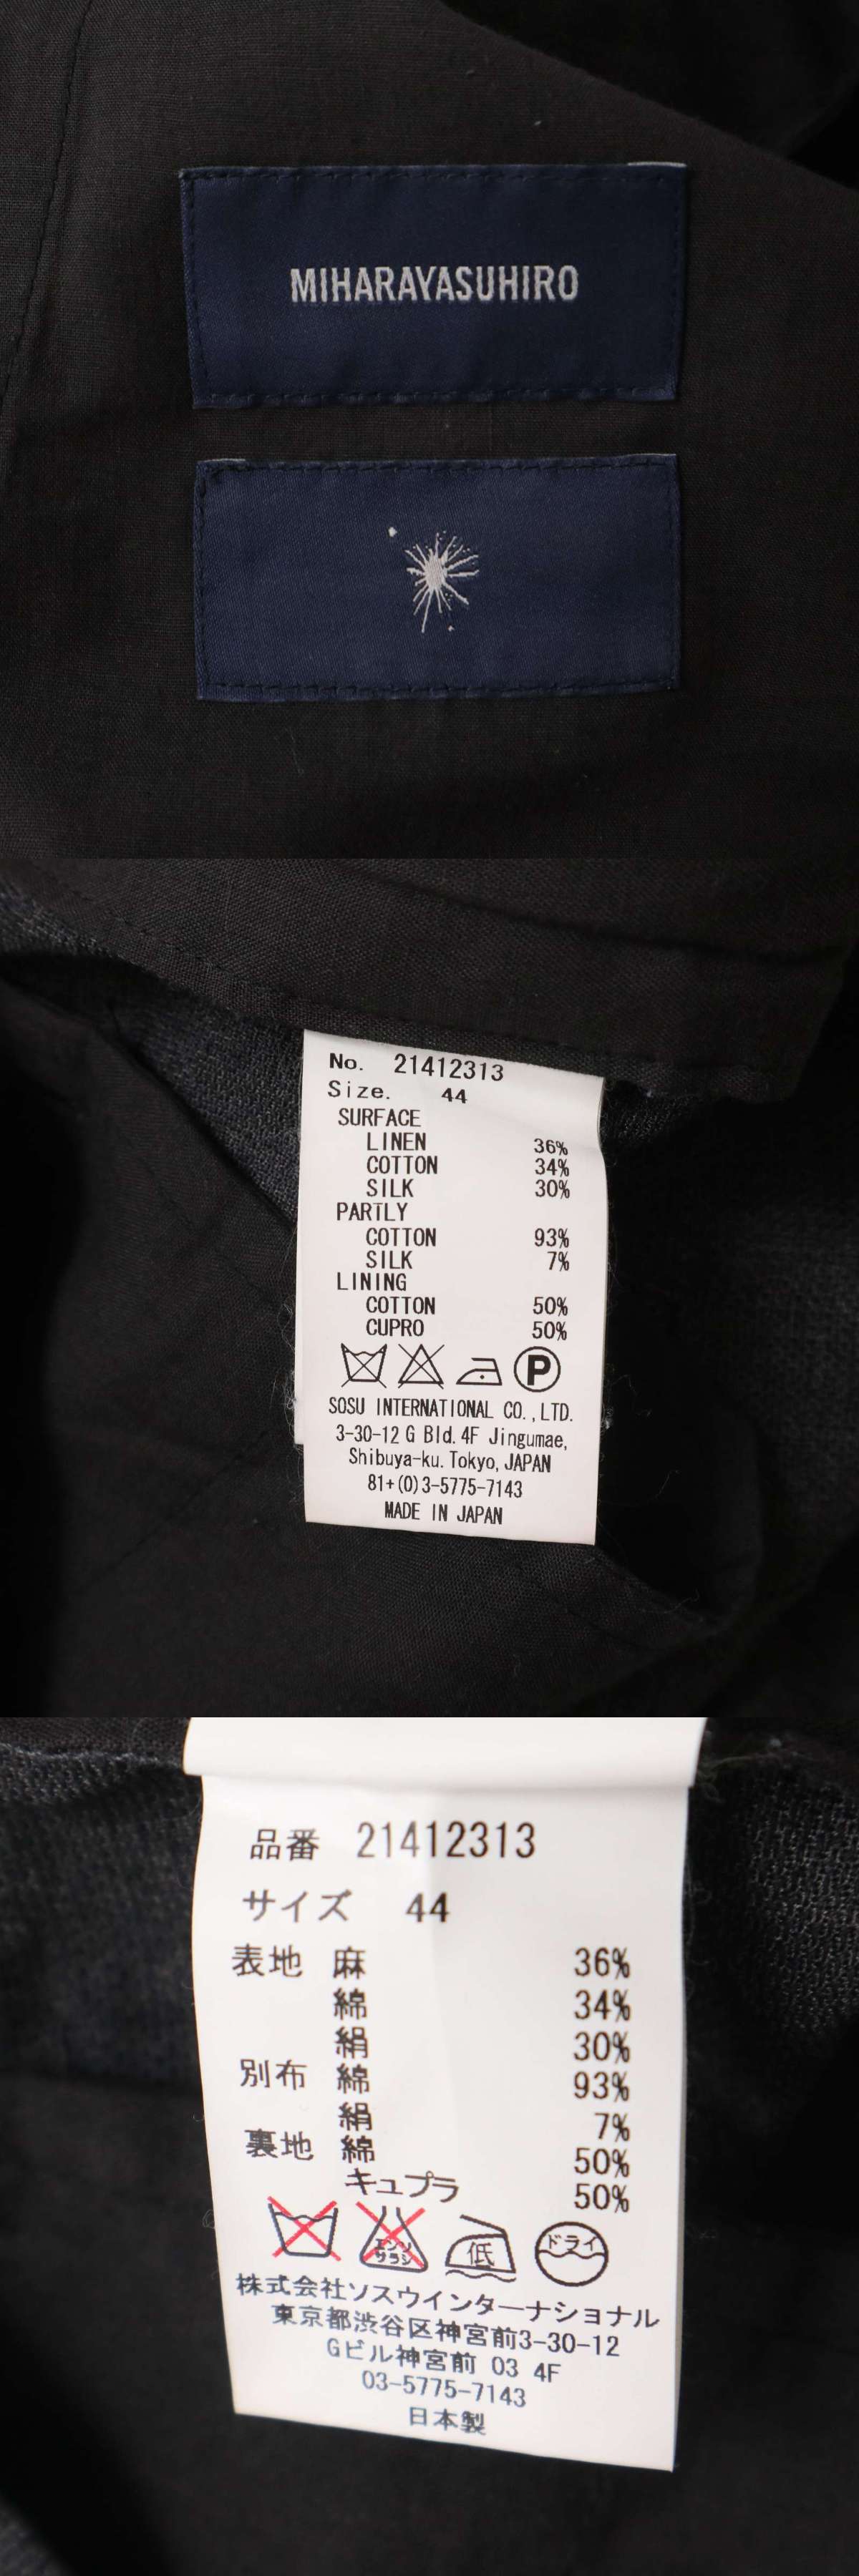 MIHARAYASUHIRO
No. 21412313
Size. 44
SURFACE
LINEN 36%
COTTON 34%
SILK 30%
PARTLY
COTTON 93%
SILK 7%
LINING
COTTON 50%
CUPRO 50%
P
SOSU INTERNATIONAL CO.,LTD.
3-30-12 G Bld. 4F Jingumae,
Shibuya-ku. Tokyo, JAPAN
81+(0)3-5775-7143
MADE IN JAPAN
品番 21412313
サイズ 44
表地 麻 36%
綿 34%
絹 30%
別布 綿 93%
絹 7%
裏地 綿 50%
キュプラ 50%
エンソ
サラシ
低
ドライ
株式会社ソスウインターナショナル
東京都渋谷区神宮前3-30-12
Gビル神宮前 03 4F
03-5775-7143
日本製